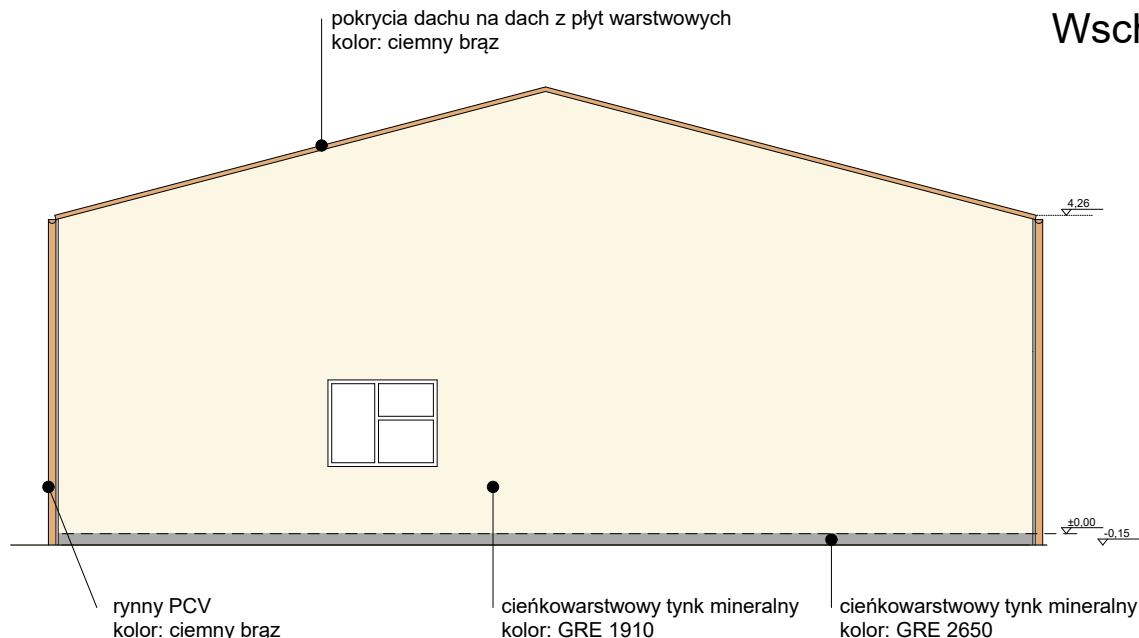 pokrycia dachu na dach z płyt warstwowych
kolor: ciemny brąz
Wsch
4,26
±0,00
-0,15
rynny PCV
kolor: ciemny brąz
cieńkowarstwowy tynk mineralny
kolor: GRE 1910
cieńkowarstwowy tynk mineralny
kolor: GRE 2650